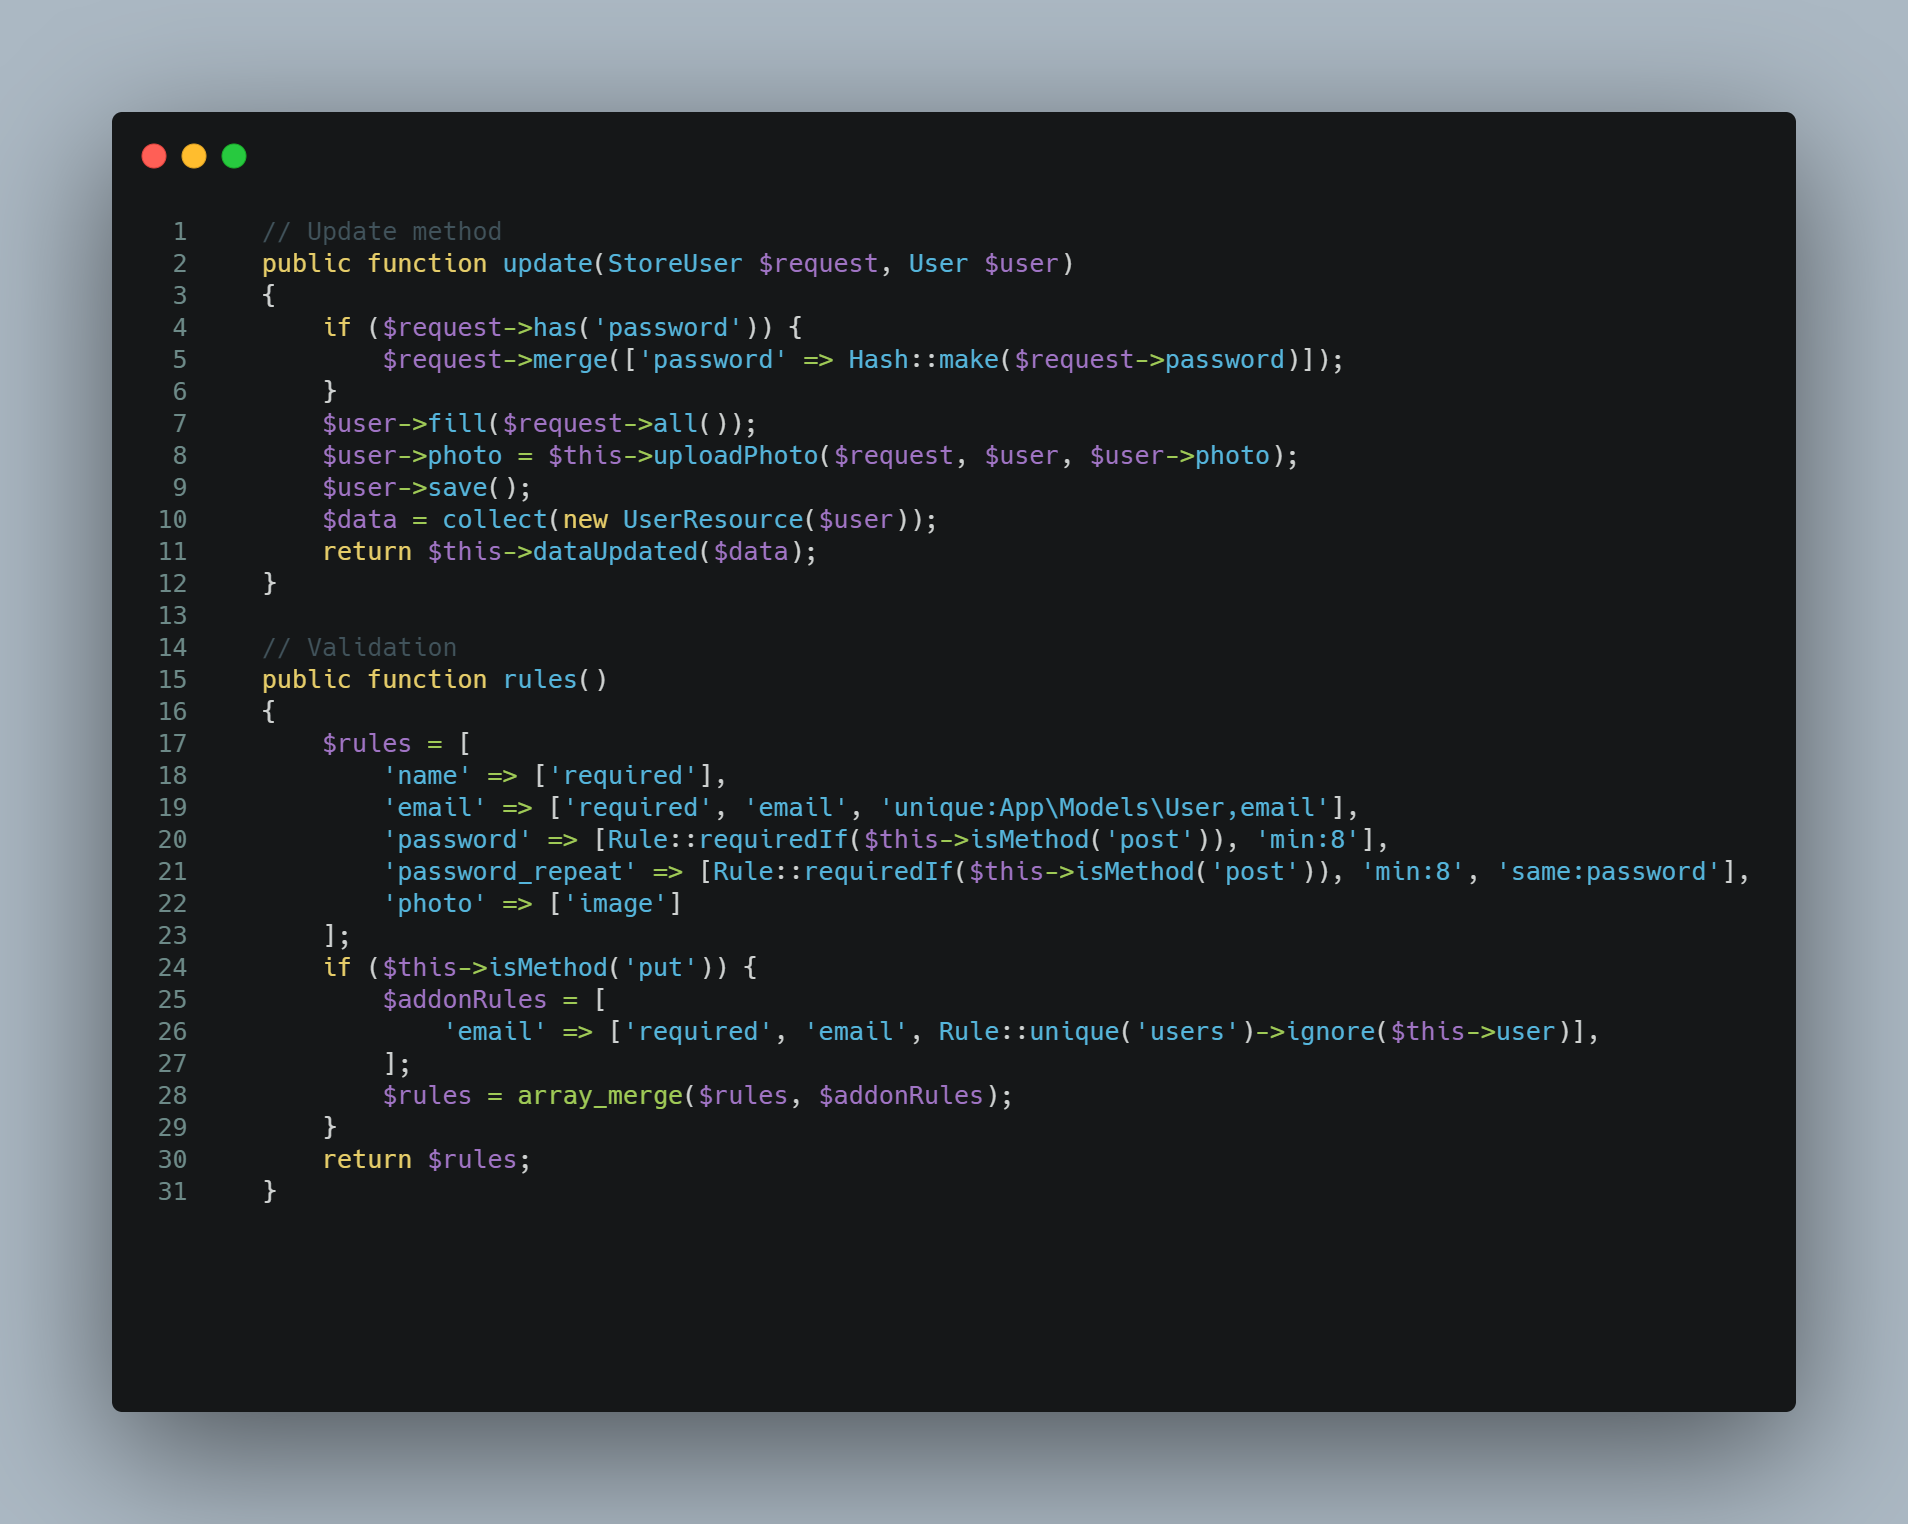 1 // Update method
2 public function update(StoreUser $request, User $user)
3 {
4 if ($request->has('password')) {
5 $request->merge(['password' => Hash::make($request->password)]);
6 }
7 $user->fill($request->all());
8 $user->photo = $this->uploadPhoto($request, $user, $user->photo);
9 $user->save();
10 $data = collect(new UserResource($user));
11 return $this->dataUpdated($data);
12 }
13
14 // Validation
15 public function rules()
16 {
17 $rules = [
18 'name' => ['required'],
19 'email' => ['required', 'email', 'unique:App\Models\User,email'],
20 'password' => [Rule::requiredIf($this->isMethod('post')), 'min:8'],
21 'password_repeat' => [Rule::requiredIf($this->isMethod('post')), 'min:8', 'same:password'],
22 'photo' => ['image']
23 ];
24 if ($this->isMethod('put')) {
25 $addonRules = [
26 'email' => ['required', 'email', Rule::unique('users')->ignore($this->user)],
27 ];
28 $rules = array_merge($rules, $addonRules);
29 }
30 return $rules;
31 }